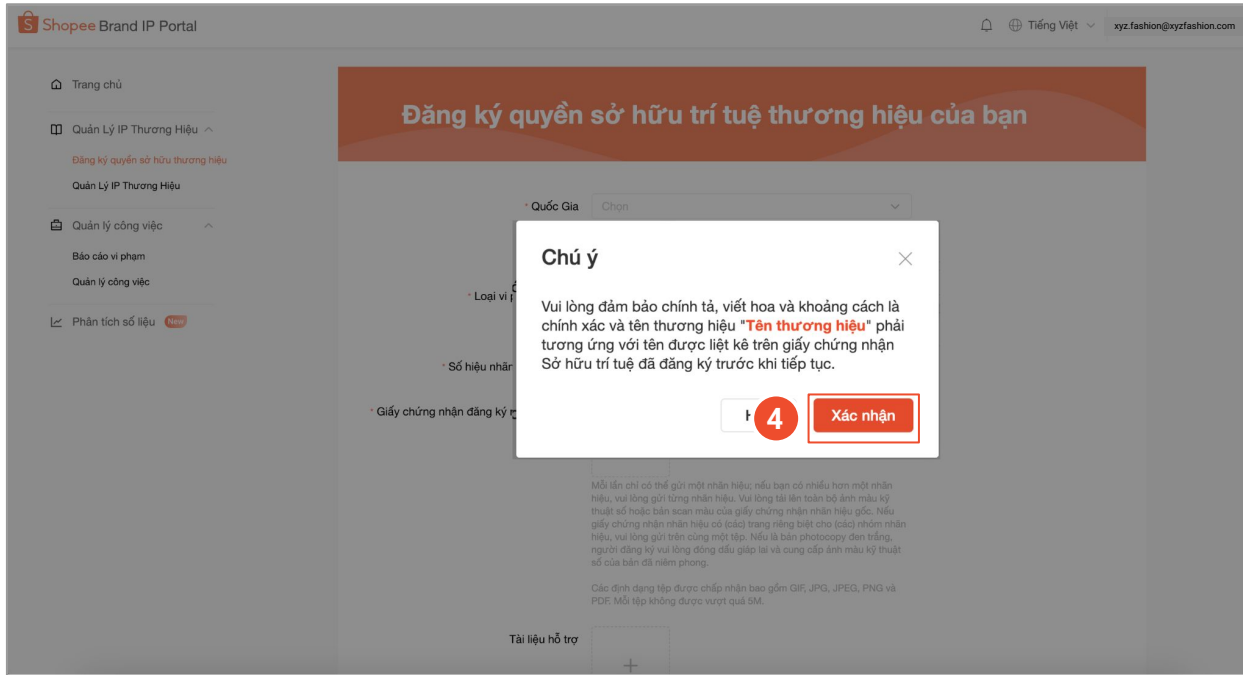 Shopee Brand IP Portal
Tiếng Việt
xyz.fashion@xyzfashion.com
Trang chủ
Quản Lý IP Thương Hiệu
Đăng ký quyền sở hữu thương hiệu
Quản Lý IP Thương Hiệu
Quản lý công việc
Báo cáo vi phạm
Quản lý công việc
Phân tích số liệu New
Đăng ký quyền sở hữu trí tuệ thương hiệu của bạn
* Quốc Gia
Chọn
* Loại vi
* Số hiệu
* Giấy chứng nhận đăng ký
Chú ý
Vui lòng đảm bảo chính tả, viết hoa và khoảng cách là
chính xác và tên thương hiệu "Tên thương hiệu" phải
tương ứng với tên được liệt kê trên giấy chứng nhận
Sở hữu trí tuệ đã đăng ký trước khi tiếp tục.
4
Xác nhận
Mỗi lần chỉ có thể gửi một nhãn hiệu; nếu bạn có nhiều hơn một nhãn
hiệu, vui lòng gửi từng nhãn hiệu. Vui lòng tải lên toàn bộ ảnh màu kỹ
thuật số hoặc bản scan màu của giấy chứng nhận nhãn hiệu gốc. Nếu
giấy chứng nhận nhãn hiệu có (các) trang riêng biệt cho (các) nhóm nhãn
hiệu, vui lòng gửi trên cùng một tệp. Nếu là bản photocopy đen trắng,
người đăng ký vui lòng đóng dấu giáp lai và cung cấp ảnh màu kỹ thuật
số của bản đã niêm phong.
Các định dạng tệp được chấp nhận bao gồm GIF, JPG, JPEG, PNG và
PDF. Mỗi tệp không được vượt quá 5M.
Tài liệu hỗ trợ